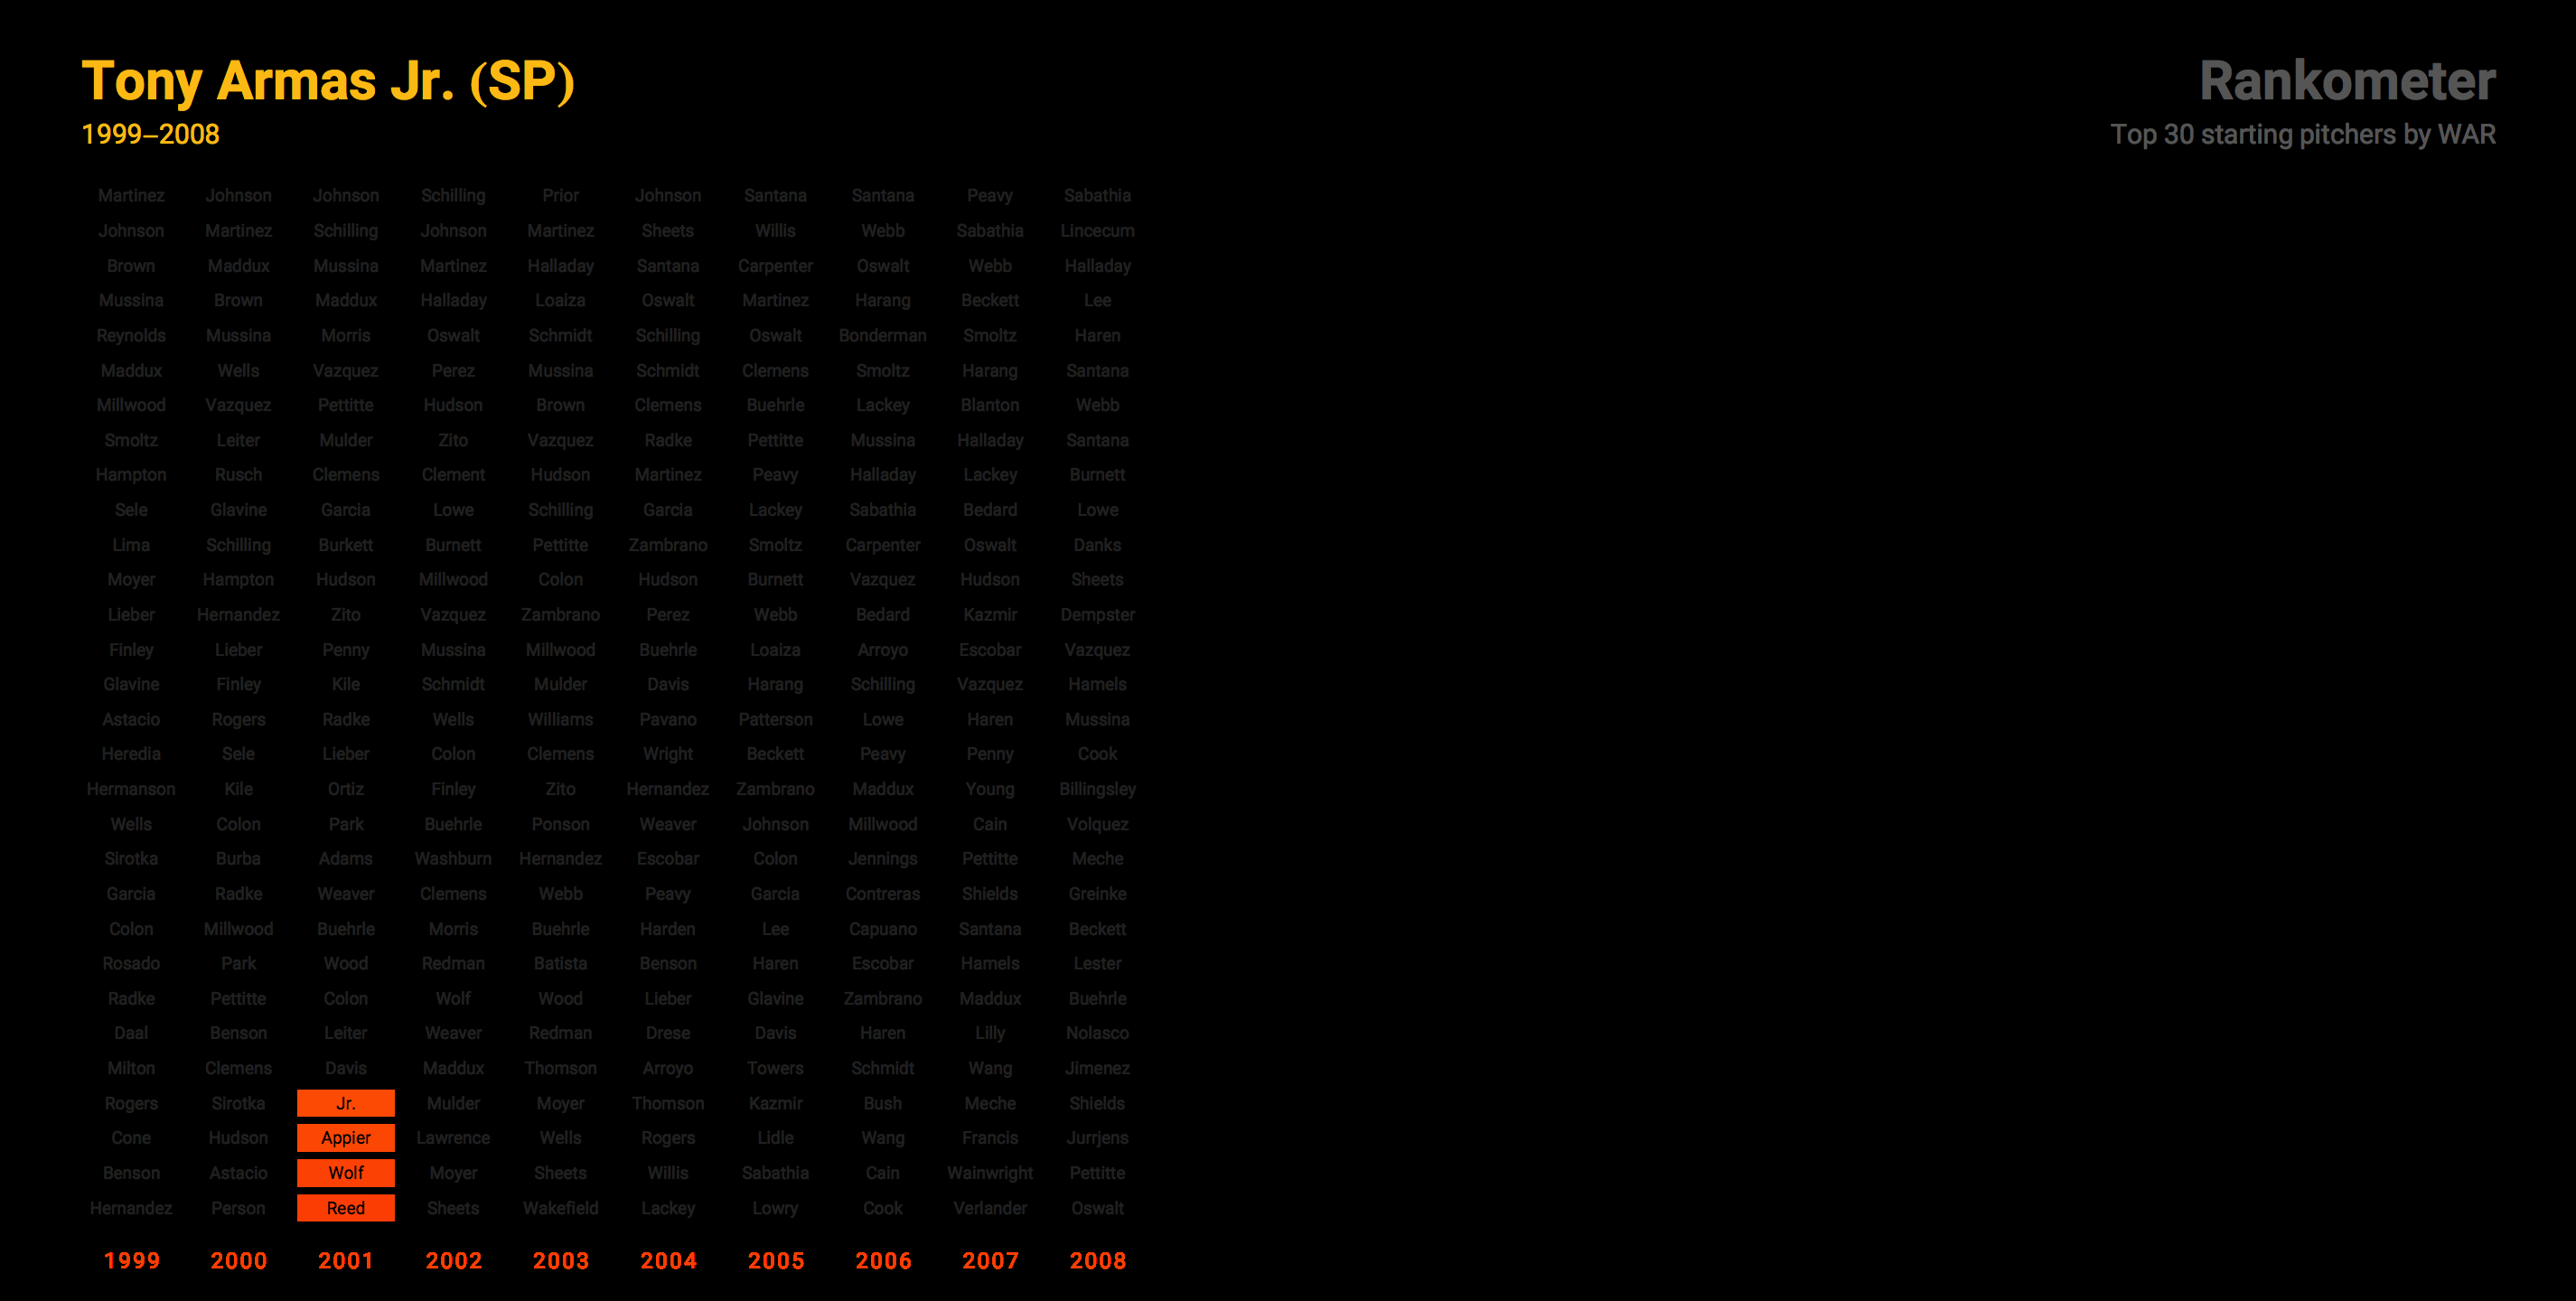 Tony Armas Jr. (SP)
1999–2008
Rankometer
Top 30 starting pitchers by WAR
Martinez Johnson Johnson Schilling Prior Johnson Santana Santana Peavy Sabathia
Johnson Martinez Schilling Johnson Martinez Sheets Willis Webb Sabathia Lincecum
Brown Maddux Mussina Martinez Halladay Santana Carpenter Oswalt Webb Halladay
Mussina Brown Maddux Halladay Loaiza Oswalt Martinez Harang Beckett Lee
Reynolds Mussina Morris Oswalt Schmidt Schilling Oswalt Bonderman Smoltz Haren
Maddux Wells Vazquez Perez Mussina Schmidt Clemens Smoltz Harang Santana
Millwood Vazquez Pettitte Hudson Brown Clemens Buehrle Lackey Blanton Webb
Smoltz Leiter Mulder Zito Vazquez Radke Pettitte Mussina Halladay Santana
Hampton Rusch Clemens Clement Hudson Martinez Peavy Halladay Lackey Burnett
Sele Glavine Garcia Lowe Schilling Garcia Lackey Sabathia Bedard Lowe
Lima Schilling Burkett Burnett Pettitte Zambrano Smoltz Carpenter Oswalt Danks
Moyer Hampton Hudson Millwood Colon Hudson Burnett Vazquez Hudson Sheets
Lieber Hernandez Zito Vazquez Zambrano Perez Webb Bedard Kazmir Dempster
Finley Lieber Penny Mussina Millwood Buehrle Loaiza Arroyo Escobar Vazquez
Glavine Finley Kile Schmidt Mulder Davis Harang Schilling Vazquez Hamels
Astacio Rogers Radke Wells Williams Pavano Patterson Lowe Haren Mussina
Heredia Sele Lieber Colon Clemens Wright Beckett Peavy Penny Cook
Hermanson Kile Ortiz Finley Zito Hernandez Zambrano Maddux Young Billingsley
Wells Colon Park Buehrle Ponson Weaver Johnson Millwood Cain Volquez
Sirotka Burba Adams Washburn Hernandez Escobar Colon Jennings Pettitte Meche
Garcia Radke Weaver Clemens Webb Peavy Garcia Contreras Shields Greinke
Colon Millwood Buehrle Morris Buehrle Harden Lee Capuano Santana Beckett
Rosado Park Wood Redman Batista Benson Haren Escobar Hamels Lester
Radke Pettitte Colon Wolf Wood Lieber Glavine Zambrano Maddux Buehrle
Daal Benson Leiter Weaver Redman Drese Davis Haren Lilly Nolasco
Milton Clemens Davis Maddux Thomson Arroyo Towers Schmidt Wang Jimenez
Rogers Sirotka Jr. Mulder Moyer Thomson Kazmir Bush Meche Shields
Cone Hudson Appier Lawrence Wells Rogers Lidle Wang Francis Jurrjens
Benson Astacio Wolf Moyer Sheets Willis Sabathia Cain Wainwright Pettitte
Hernandez Person Reed Sheets Wakefield Lackey Lowry Cook Verlander Oswalt
1999 2000 2001 2002 2003 2004 2005 2006 2007 2008